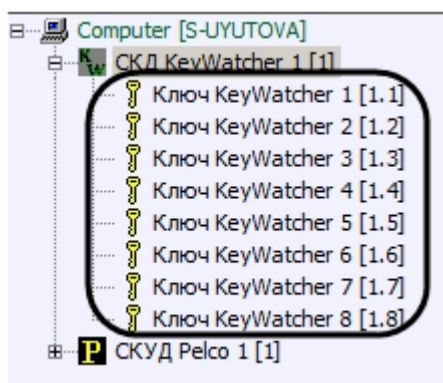 Computer [S-UYUTOVA]
СКД KeyWatcher 1 [1]
Ключ KeyWatcher 1 [1.1]
Ключ KeyWatcher 2 [1.2]
Ключ KeyWatcher 3 [1.3]
Ключ KeyWatcher 4 [1.4]
Ключ KeyWatcher 5 [1.5]
Ключ KeyWatcher 6 [1.6]
Ключ KeyWatcher 7 [1.7]
Ключ KeyWatcher 8 [1.8]
P СКУД Pelco 1 [1]